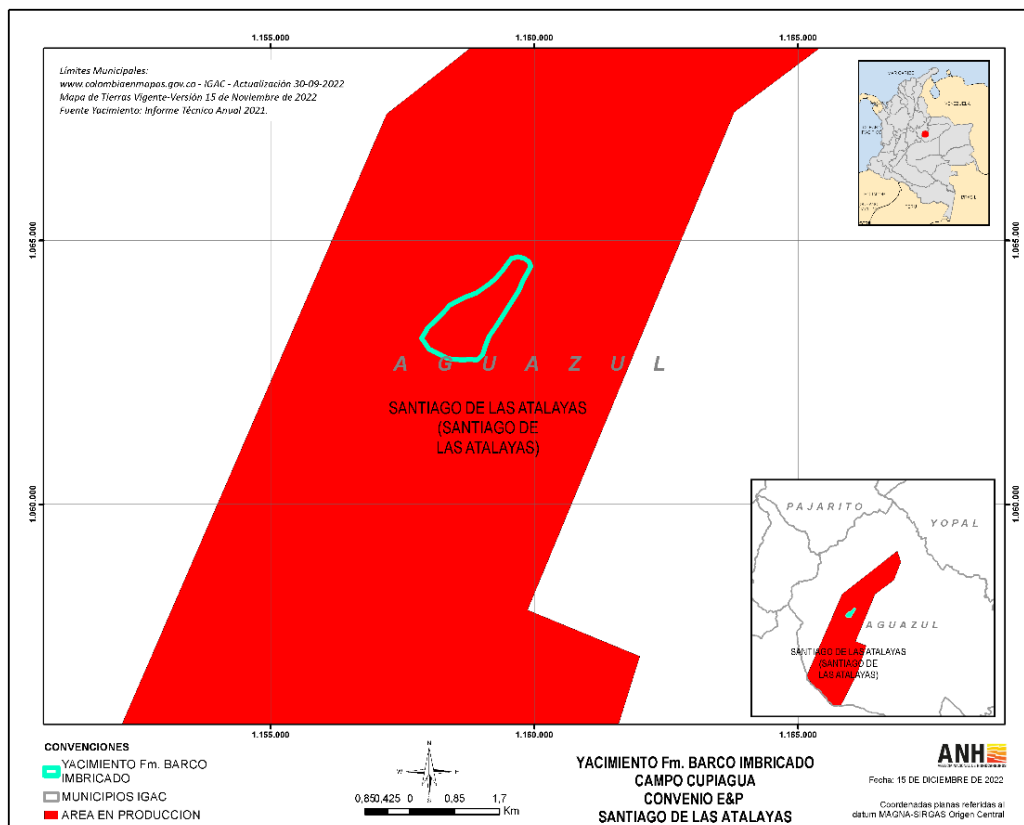 1.155.000
1.160.000
1.165.000
Límites Municipales:
www.colombiaenmapas.gov.co - IGAC - Actualización 30-09-2022
Mapa de Tierras Vigente-Versión 15 de Noviembre de 2022
Fuente Yacimiento: Informe Técnico Anual 2021.
VENEZUELA
BRASIL
PERU
1.065.000
1.065.000
AGUAZUL
SANTIAGO DE LAS ATALAYAS
(SANTIAGO DE
LAS ATALAYAS)
1.060.000
1.060.000
PAJARITO
YOPAL
AGUAZUL
SANTIAGO DE LAS ATALAYAS
(SANTIAGO DE
LAS ATALAYAS)
1.155.000
1.160.000
1.165.000
CONVENCIONES
YACIMIENTO Fm. BARCO
IMBRICADO
MUNICIPIOS IGAC
AREA EN PRODUCCION
N
W
E
S
0,85 0,425 0 0,85 1,7
Km
YACIMIENTO Fm. BARCO IMBRICADO
CAMPO CUPIAGUA
CONVENIO E&P
SANTIAGO DE LAS ATALAYAS
ANH
Fecha: 15 DE DICIEMBRE DE 2022
Coordenadas planas referidas al
datum MAGNA-SIRGAS Origen Central